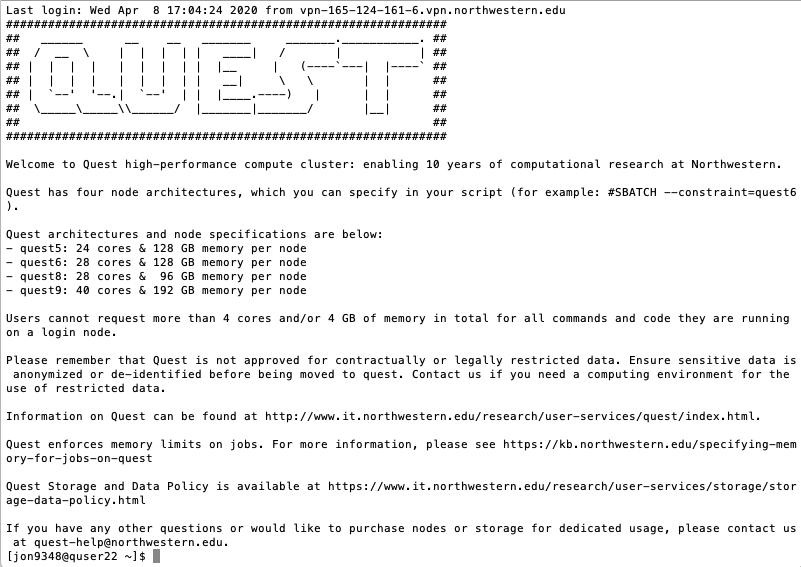 Last login: Wed Apr  8 17:04:24 2020 from vpn-165-124-161-6.vpn.northwestern.edu
###############################################################
##   ______      __    __   _______     _______.___________. ##
##  /  __  \    |  |  |  | |   ____|   /       |           | ##
## |  |  |  |   |  |  |  | |  |__     |   (----`---|  |----` ##
## |  |  |  |   |  |  |  | |   __|     \   \       |  |      ##
## |  `--'  '--.|  `--'  | |  |____.----)   |      |  |      ##
##  \_____\_____\\______/  |_______|_______/       |__|      ##
##                                                           ##
###############################################################
Welcome to Quest high-performance compute cluster: enabling 10 years of computational research at Northwestern.
Quest has four node architectures, which you can specify in your script (for example: #SBATCH --constraint=quest6
).
Quest architectures and node specifications are below:
- quest5: 24 cores & 128 GB memory per node
- quest6: 28 cores & 128 GB memory per node
- quest8: 28 cores &  96 GB memory per node
- quest9: 40 cores & 192 GB memory per node
Users cannot request more than 4 cores and/or 4 GB of memory in total for all commands and code they are running
on a login node.
Please remember that Quest is not approved for contractually or legally restricted data. Ensure sensitive data is
 anonymized or de-identified before being moved to quest. Contact us if you need a computing environment for the
use of restricted data.
Information on Quest can be found at http://www.it.northwestern.edu/research/user-services/quest/index.html.
Quest enforces memory limits on jobs. For more information, please see https://kb.northwestern.edu/specifying-mem
ory-for-jobs-on-quest
Quest Storage and Data Policy is available at https://www.it.northwestern.edu/research/user-services/storage/stor
age-data-policy.html
If you have any other questions or would like to purchase nodes or storage for dedicated usage, please contact us
 at quest-help@northwestern.edu.
[jon9348@quser22 ~]$